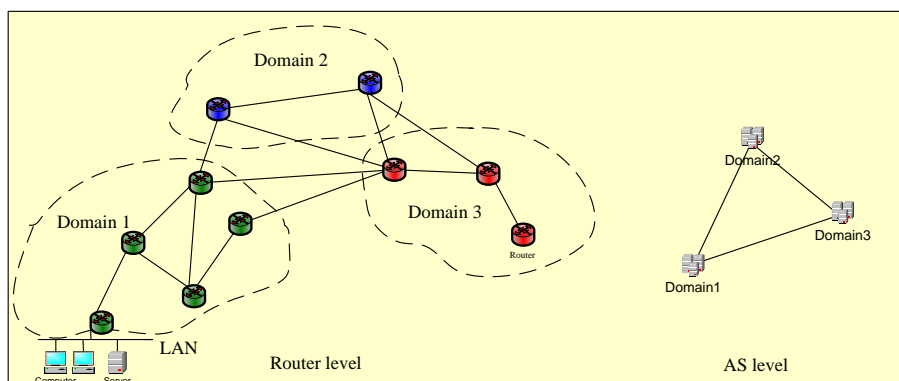 Domain 2
Domain 1
Domain 3
Router
LAN
Computer
Server
Router level
Domain2
Domain3
Domain1
AS level